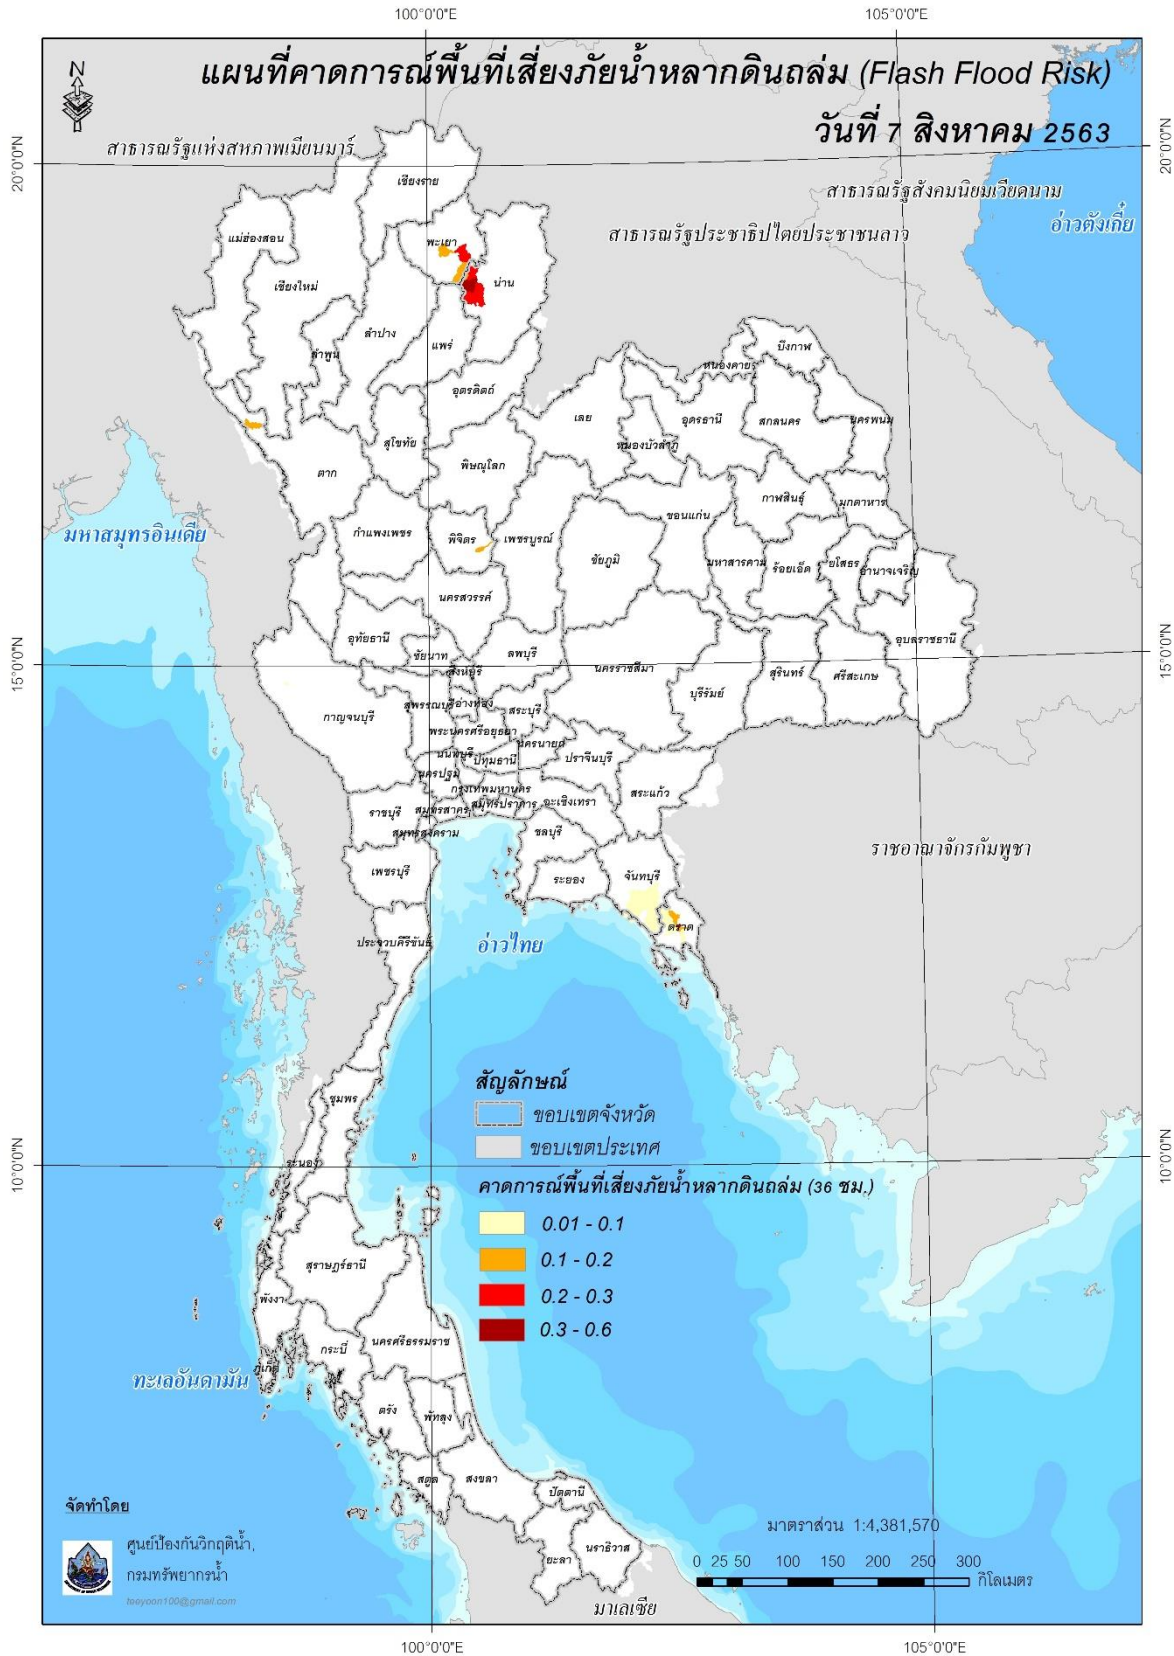 100°0'0"E 105°0'0"E
แผนที่คาดการณ์พื้นที่เสี่ยงภัยน้ำหลากดินถล่ม (Flash Flood Risk)
วันที่ 7 สิงหาคม 2563
N
20°0'0"N 20°0'0"N
สาธารณรัฐแห่งสหภาพเมียนมาร์
สาธารณรัฐสังคมนิยมเวียดนาม
สาธารณรัฐประชาธิปไตยประชาชนลาว
อ่าวตังเกี๋ย
เชียงราย
แม่ฮ่องสอน
พะเยา
น่าน
เชียงใหม่
ลำปาง
ลำพูน
แพร่
อุตรดิตถ์
บึงกาฬ
หนองคาย
เลย
อุดรธานี
สกลนคร
นครพนม
หนองบัวลำภู
สุโขทัย
ตาก
พิษณุโลก
กาฬสินธุ์
มุกดาหาร
ขอนแก่น
มหาสมุทรอินเดีย
กำแพงเพชร
พิจิตร
เพชรบูรณ์
ชัยภูมิ
มหาสารคาม
ร้อยเอ็ด
ยโสธร
อำนาจเจริญ
นครสวรรค์
อุทัยธานี
ชัยนาท
ลพบุรี
อุบลราชธานี
15°0'0"N 15°0'0"N
สิงห์บุรี
นครราชสีมา
สุรินทร์
ศรีสะเกษ
บุรีรัมย์
กาญจนบุรี
สุพรรณบุรี
อ่างทอง
สระบุรี
พระนครศรีอยุธยา
นครนายก
นนทบุรี
ปทุมธานี
ปราจีนบุรี
นครปฐม
กรุงเทพมหานคร
สระแก้ว
ราชบุรี
สมุทรสาคร
สมุทรปราการ
ฉะเชิงเทรา
สมุทรสงคราม
ชลบุรี
เพชรบุรี
ระยอง
จันทบุรี
ราชอาณาจักรกัมพูชา
ตราด
ประจวบคีรีขันธ์
อ่าวไทย
ชุมพร
ระนอง
10°0'0"N 10°0'0"N
สัญลักษณ์
ขอบเขตจังหวัด
ขอบเขตประเทศ
คาดการณ์พื้นที่เสี่ยงภัยน้ำหลากดินถล่ม (36 ชม.)
0.01 - 0.1
0.1 - 0.2
0.2 - 0.3
0.3 - 0.6
สุราษฎร์ธานี
พังงา
นครศรีธรรมราช
กระบี่
ภูเก็ต
ทะเลอันดามัน
ตรัง
พัทลุง
สตูล
สงขลา
ปัตตานี
ยะลา
นราธิวาส
มาเลเซีย
จัดทำโดย
ศูนย์ป้องกันวิกฤติน้ำ,
กรมทรัพยากรน้ำ
teeyoon100@gmail.com
มาตราส่วน 1:4,381,570
0 25 50 100 150 200 250 300
กิโลเมตร
100°0'0"E 105°0'0"E